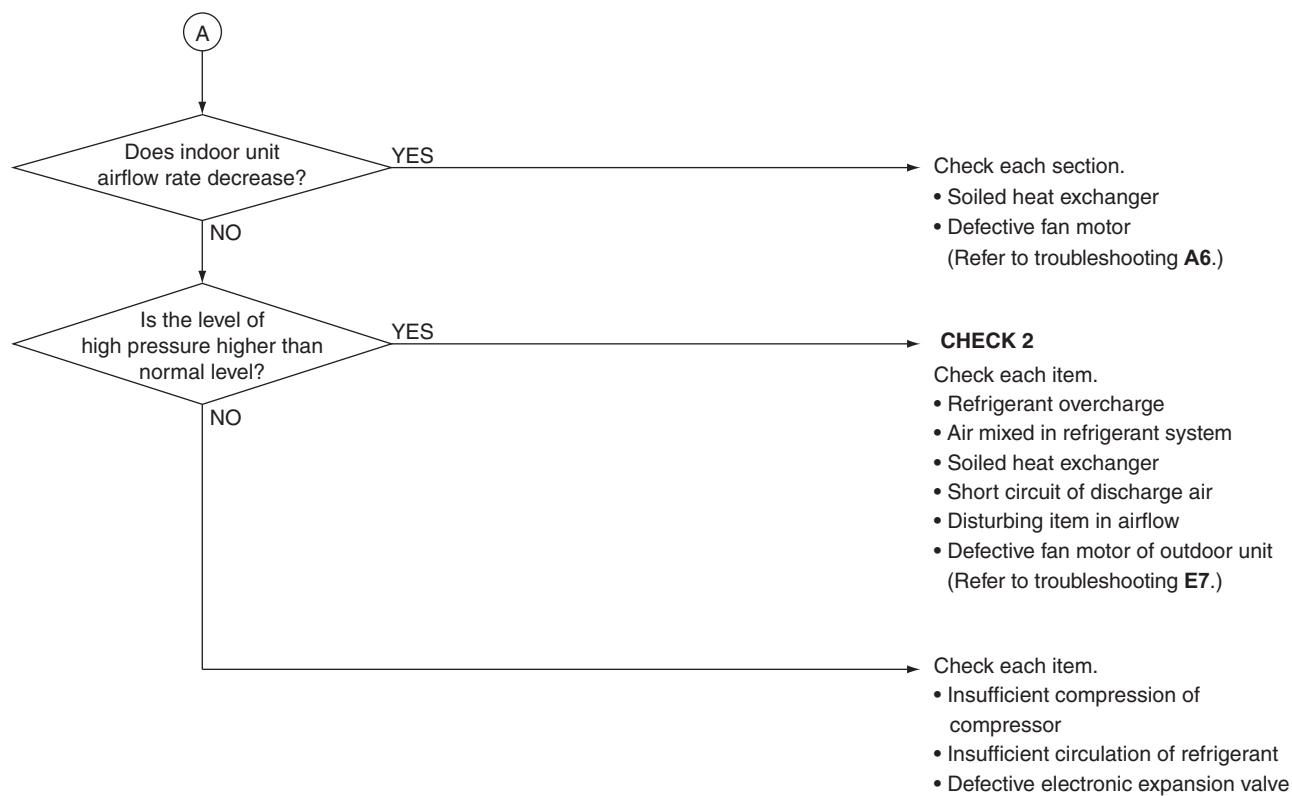 A
Does indoor unit
airflow rate decrease?
YES
NO
Check each section.
• Soiled heat exchanger
• Defective fan motor
(Refer to troubleshooting A6.)
Is the level of
high pressure higher than
normal level?
YES
NO
CHECK 2
Check each item.
• Refrigerant overcharge
• Air mixed in refrigerant system
• Soiled heat exchanger
• Short circuit of discharge air
• Disturbing item in airflow
• Defective fan motor of outdoor unit
(Refer to troubleshooting E7.)
Check each item.
• Insufficient compression of
compressor
• Insufficient circulation of refrigerant
• Defective electronic expansion valve